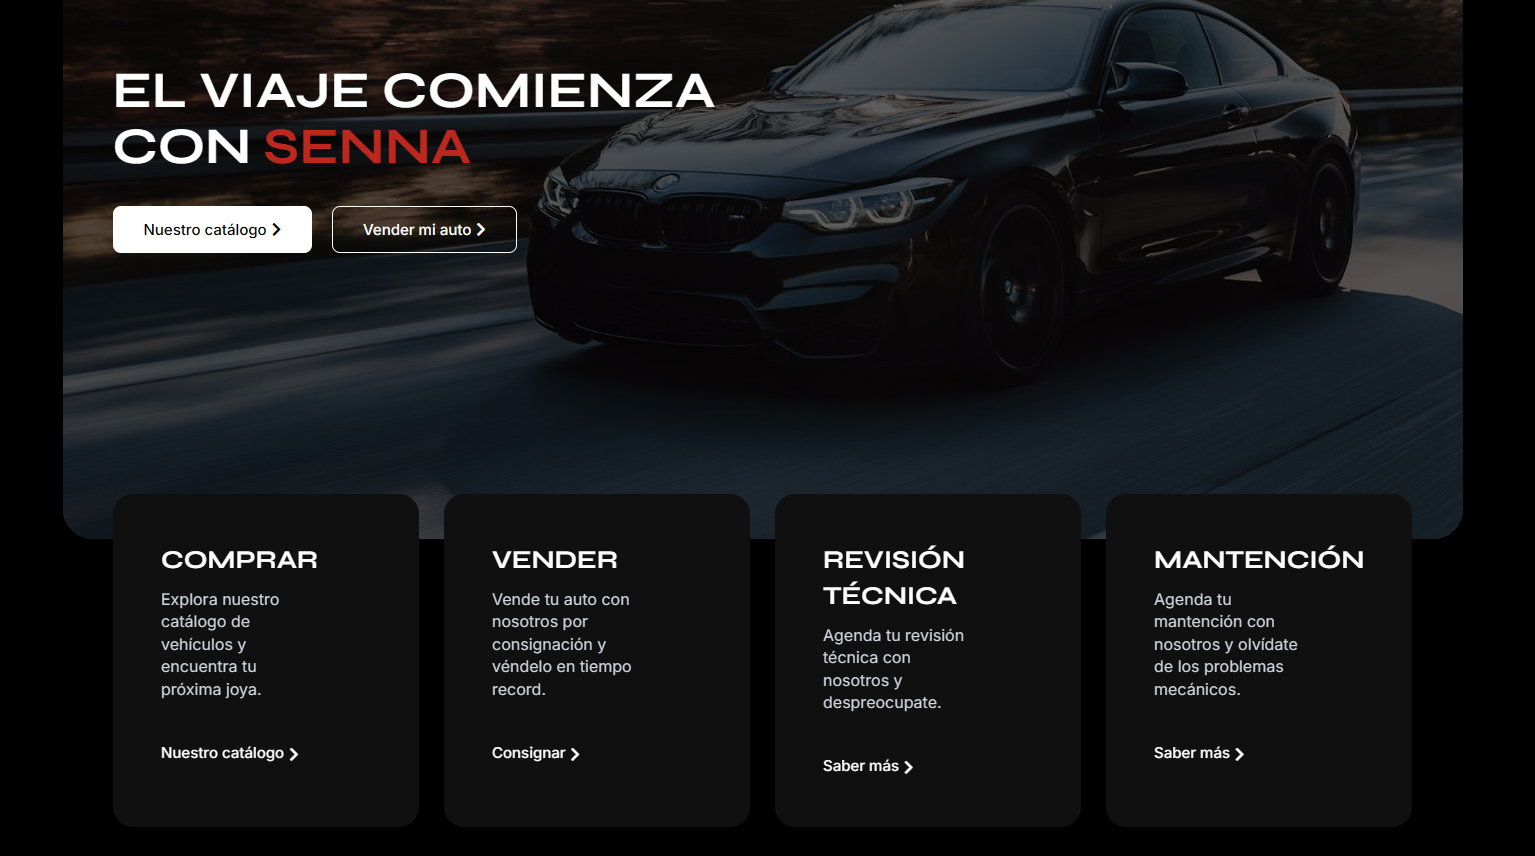 EL VIAJE COMIENZA
CON SENNA
Nuestro catálogo
Vender mi auto
COMPRAR
Explora nuestro
catálogo de
vehículos y
encuentra tu
próxima joya.
Nuestro catálogo
VENDER
Vende tu auto con
nosotros por
consignación y
véndelo en tiempo
record.
Consignar
REVISIÓN
TÉCNICA
Agenda tu revisión
técnica con
nosotros y
despreocupate.
Saber más
MANTENCIÓN
Agenda tu
mantención con
nosotros y olvídate
de los problemas
mecánicos.
Saber más